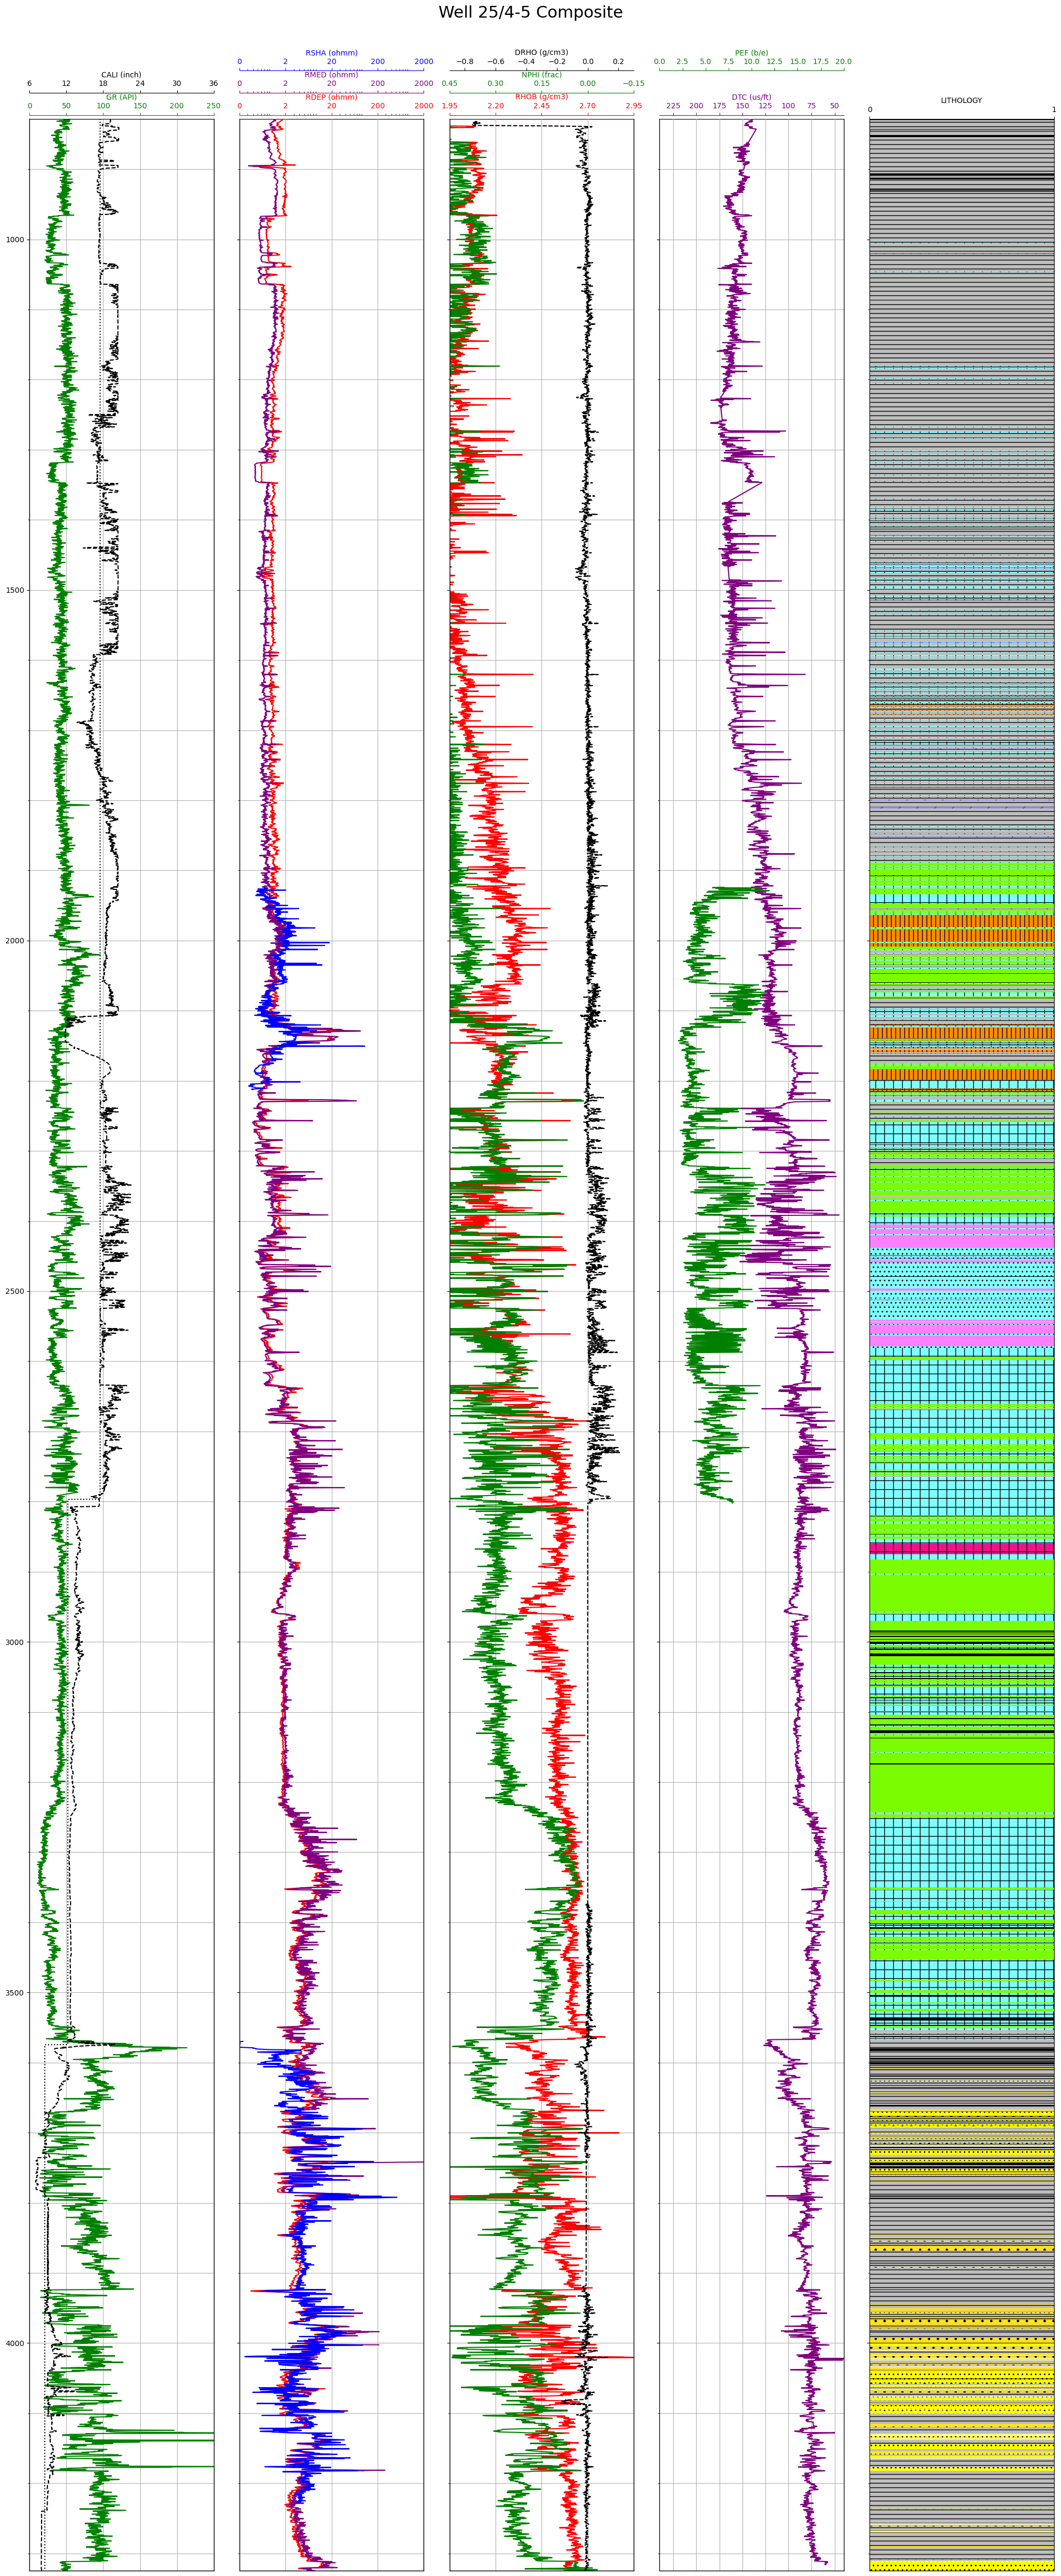 Well 25/4-5 Composite
RSHA (ohmm)
DRHO (g/cm3)
PEF (b/e)
0 2 20 200 2000
−0.8 −0.6 −0.4 −0.2 0.0 0.2
0.0 2.5 5.0 7.5 10.0 12.5 15.0 17.5 20.0
CALI (inch)
RMED (ohmm)
NPHI (frac)
6 12 18 24 30 36
0 2 20 200 2000
0.45 0.30 0.15 0.00 −0.15
GR (API)
RDEP (ohmm)
RHOB (g/cm3)
DTC (us/ft)
LITHOLOGY
0 50 100 150 200 250
0 2 20 200 2000
1.95 2.20 2.45 2.70 2.95
225 200 175 150 125 100 75 50
0 1
1000
1500
2000
2500
3000
3500
4000